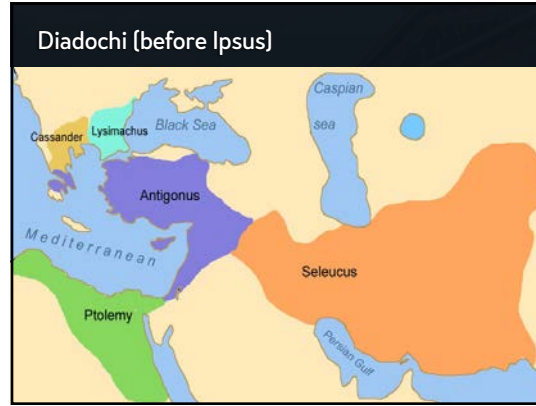 Diadochi (before Ipsus)
Caspian
sea
Black Sea
Cassander
Lysimachus
Antigonus
Mediterranean
Seleucus
Ptolemy
Persian Gulf